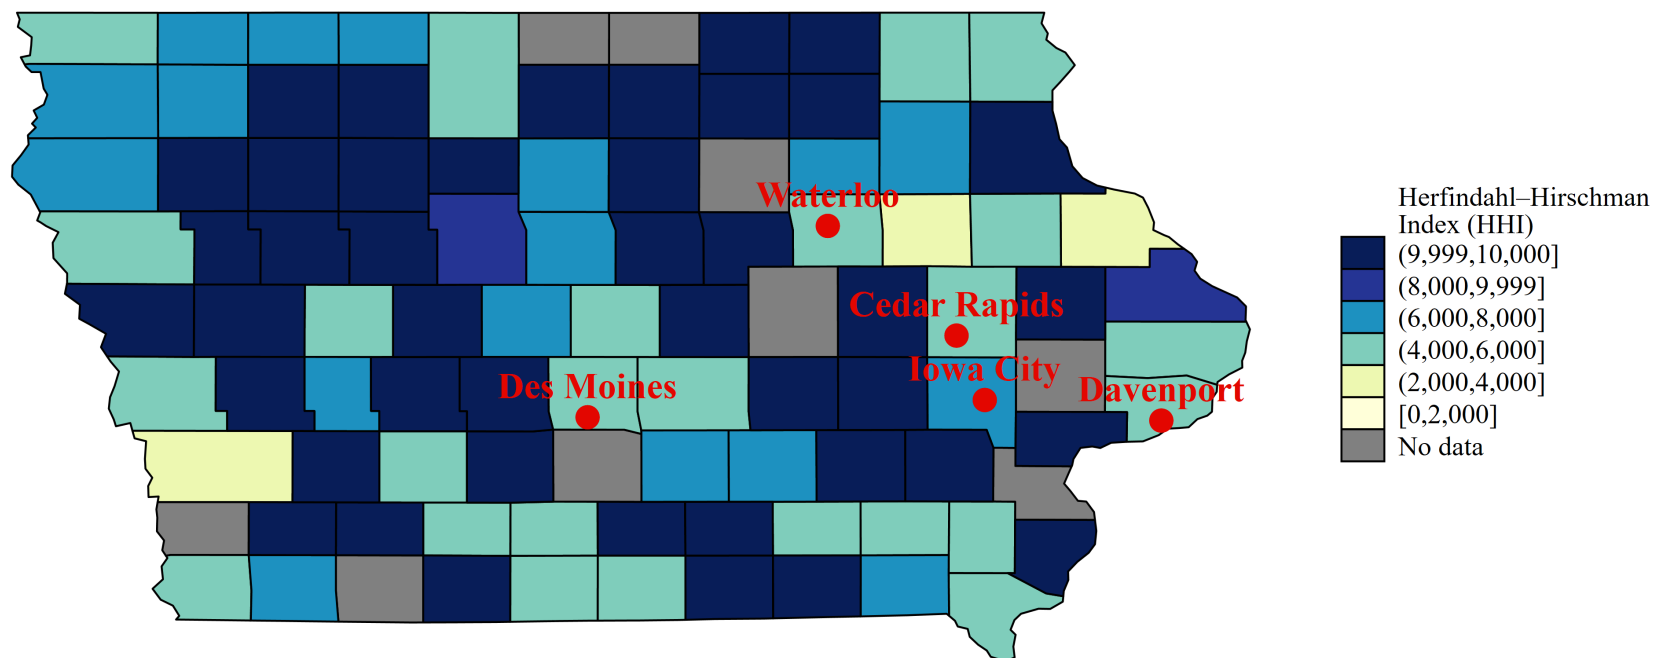 Waterloo
Cedar Rapids
Iowa City
Des Moines
Davenport
Herfindahl–Hirschman
Index (HHI)
(9,999,10,000]
(8,000,9,999]
(6,000,8,000]
(4,000,6,000]
(2,000,4,000]
[0,2,000]
No data